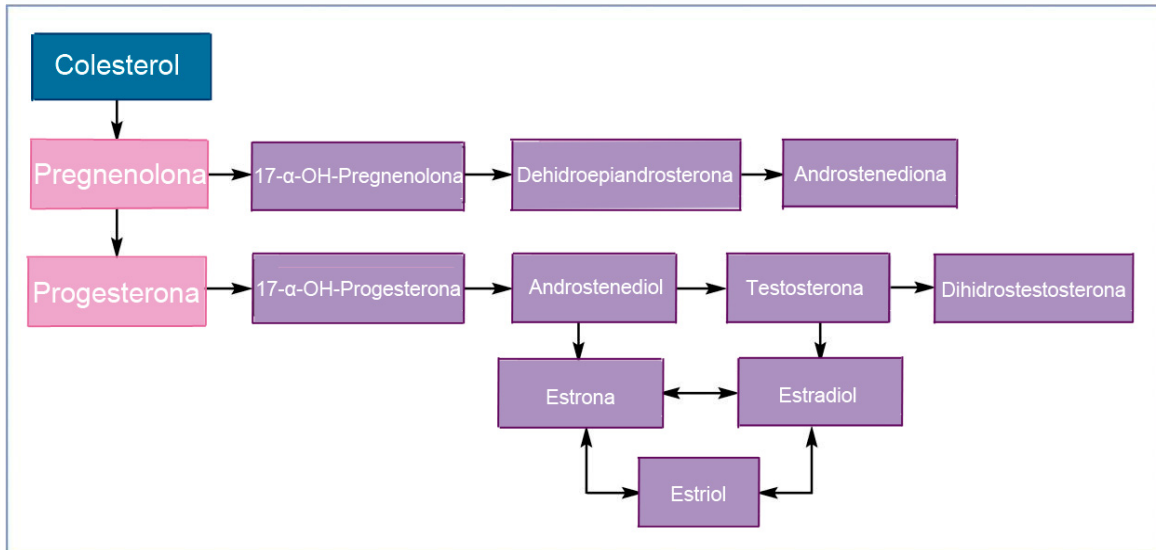 Colesterol
Pregnenolona
17-α-OH-Pregnenolona
Dehidroepiandrosterona
Androstenediona
Progesterona
17-α-OH-Progesterona
Androstenediol
Testosterona
Dihidrostestosterona
Estrona
Estradiol
Estriol